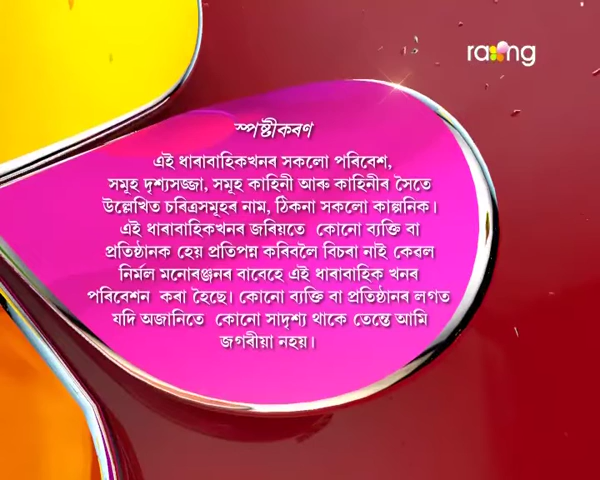 rang
স্পষ্টীকৰণ
এই ধাৰাবাহিকখনৰ সকলো পৰিবেশ,
সমূহ দৃশ্যসজ্জা, সমূহ কাহিনী আৰু কাহিনীৰ সৈতে
উল্লেখিত চৰিত্ৰসমূহৰ নাম, ঠিকনা সকলো কাল্পনিক।
এই ধাৰাবাহিকখনৰ জৰিয়তে কোনো ব্যক্তি বা
প্ৰতিষ্ঠানক হেয় প্ৰতিপন্ন কৰিবলৈ বিচৰা নাই কেৱল
নিৰ্মল মনোৰঞ্জনৰ বাবেহে এই ধাৰাবাহিক খনৰ
পৰিবেশন কৰা হৈছে। কোনো ব্যক্তি বা প্ৰতিষ্ঠানৰ লগত
যদি অজানিতে কোনো সাদৃশ্য থাকে তেন্তে আমি
জগৰীয়া নহয়।